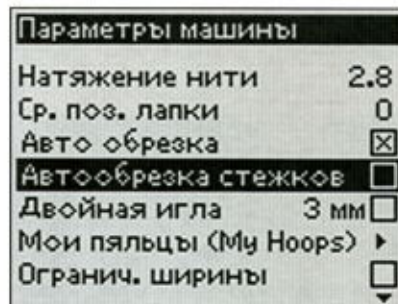 Параметры машины
Натяжение нити 2.8
Ср. поз. лапки 0
Авто обрезка
Автообрезка стежков
Двойная игла 3 мм
Мои пяльцы (My Hoops)
Огранич. ширины